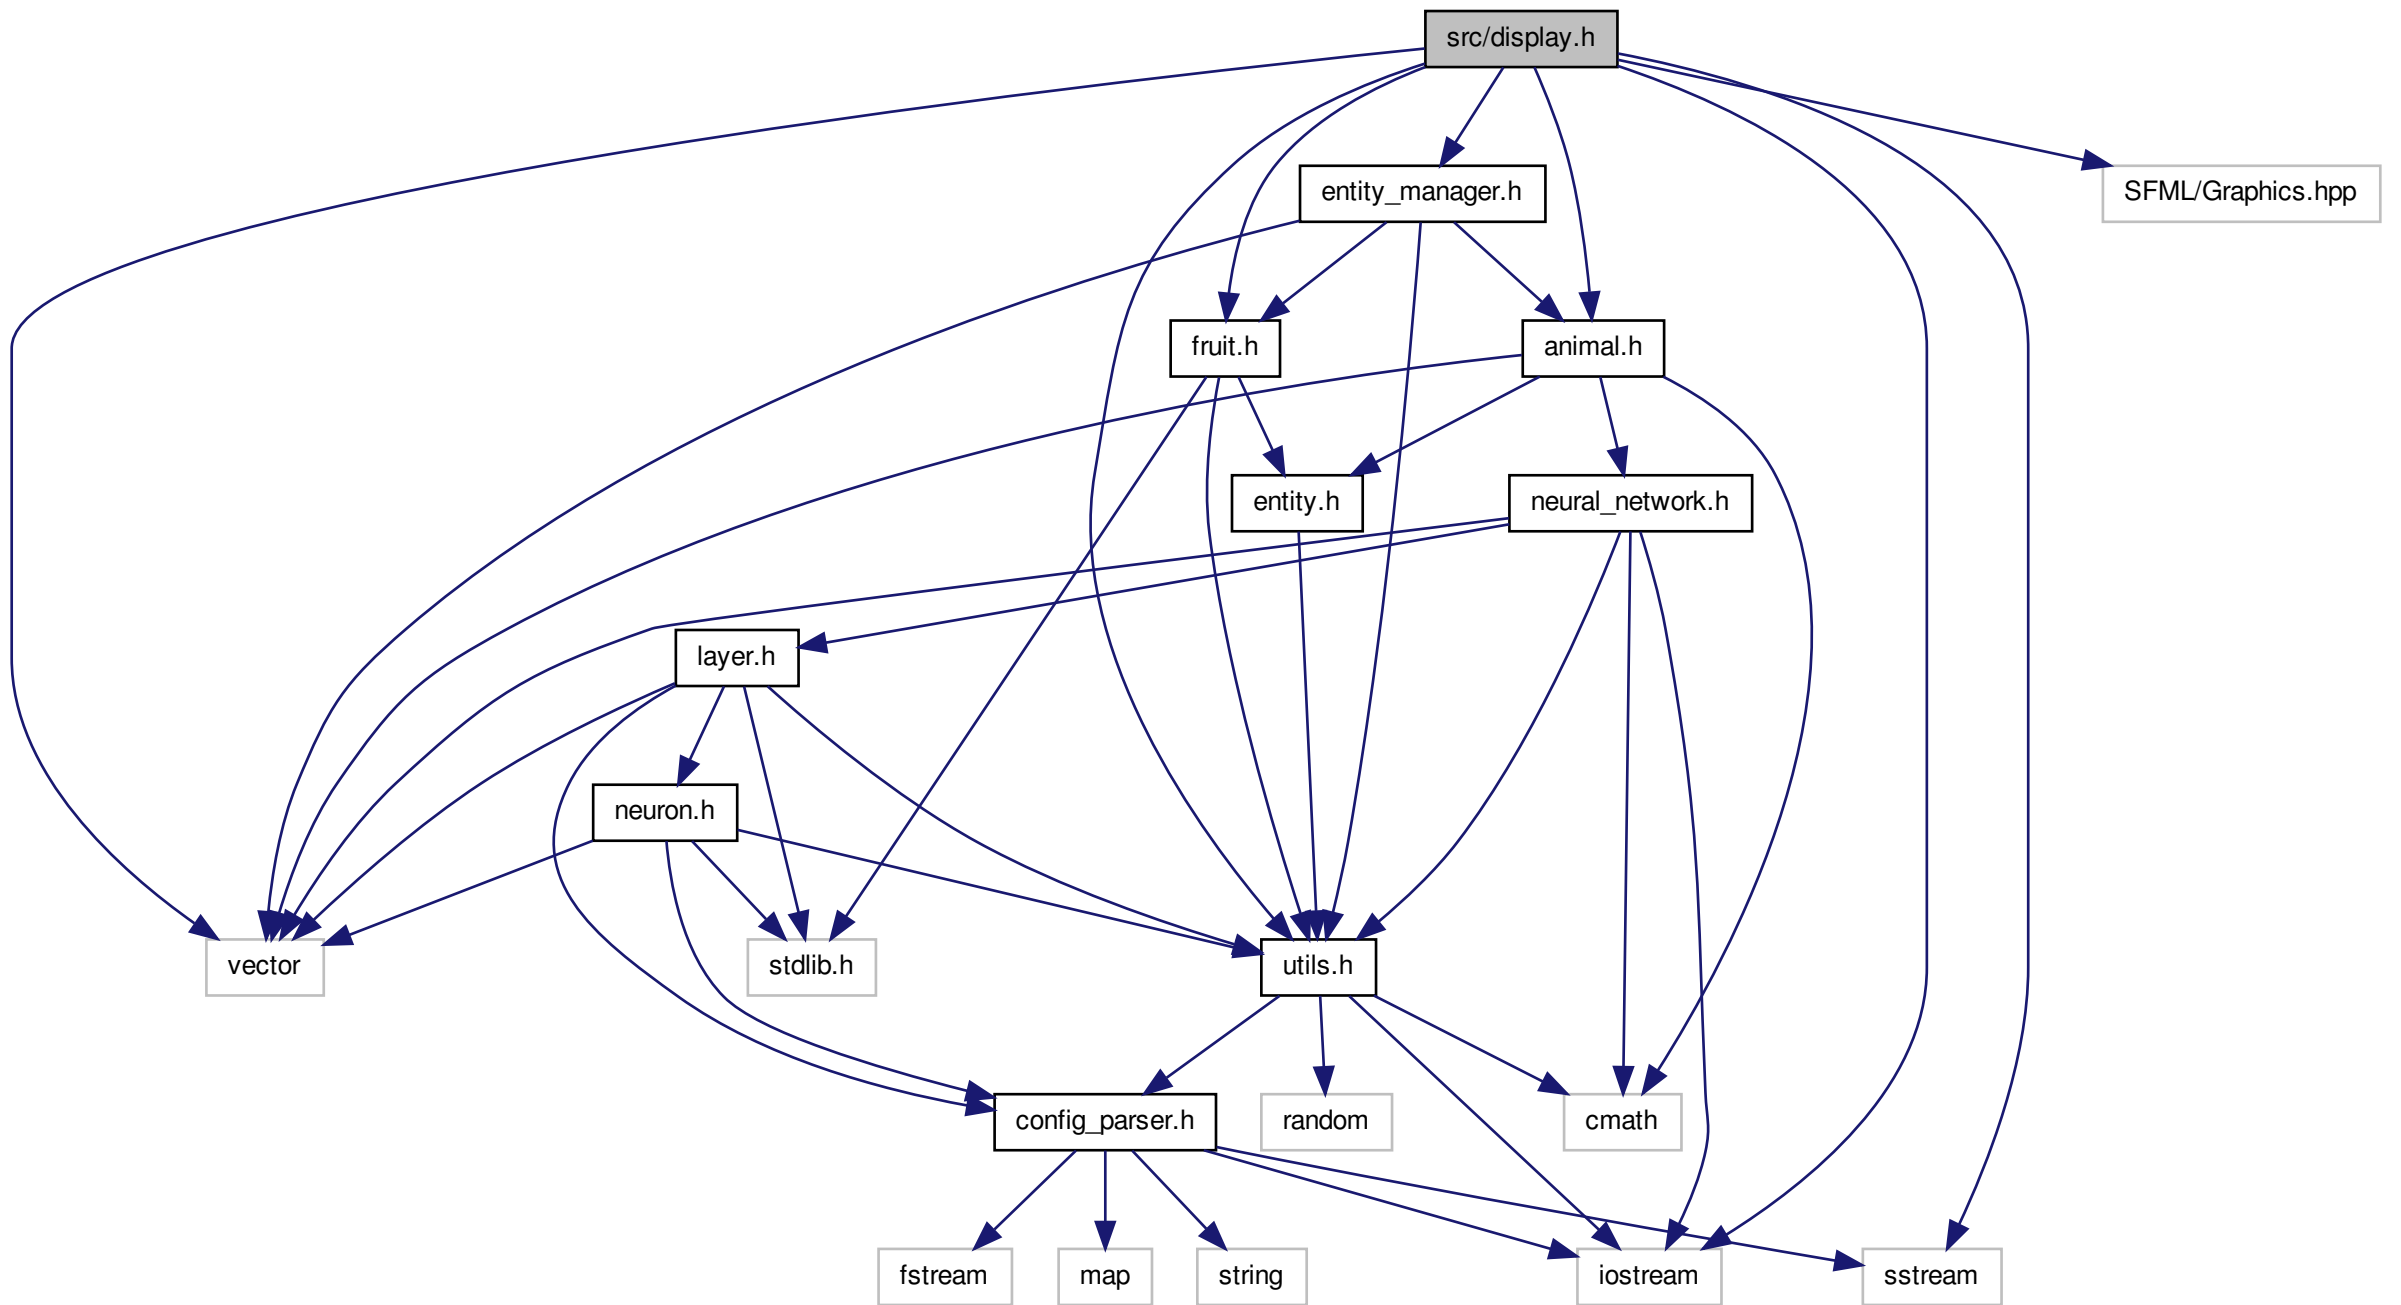 src/display.h
entity_manager.h
SFML/Graphics.hpp
fruit.h
animal.h
entity.h
neural_network.h
layer.h
neuron.h
vector
stdlib.h
utils.h
config_parser.h
random
cmath
fstream
map
string
iostream
sstream